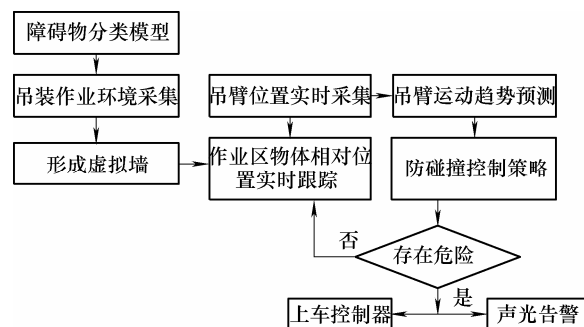 障碍物分类模型
吊装作业环境采集
吊臂位置实时采集
吊臂运动趋势预测
形成虚拟墙
作业区物体相对位
置实时跟踪
防碰撞控制策略
否
存在危险
是
上车控制器
声光告警